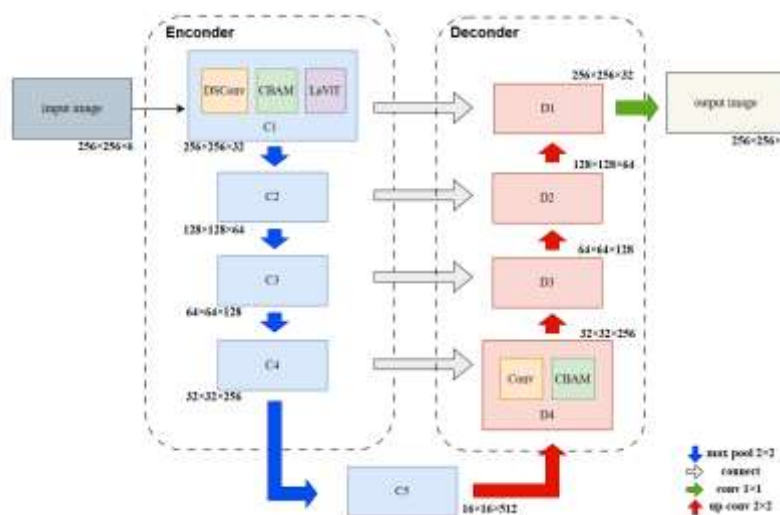 Enconder
Deconder
DSConv
CBAM
LeViT
C1
input image
256×256×6
256×256×32
256×256×32
D1
output image
256×256×
128×128×64
C2
D2
128×128×64
64×64×128
C3
D3
64×64×128
32×32×256
C4
Conv
CBAM
D4
32×32×256
C5
16×16×512
max pool 2×2
connect
conv 1×1
up-conv 2×2